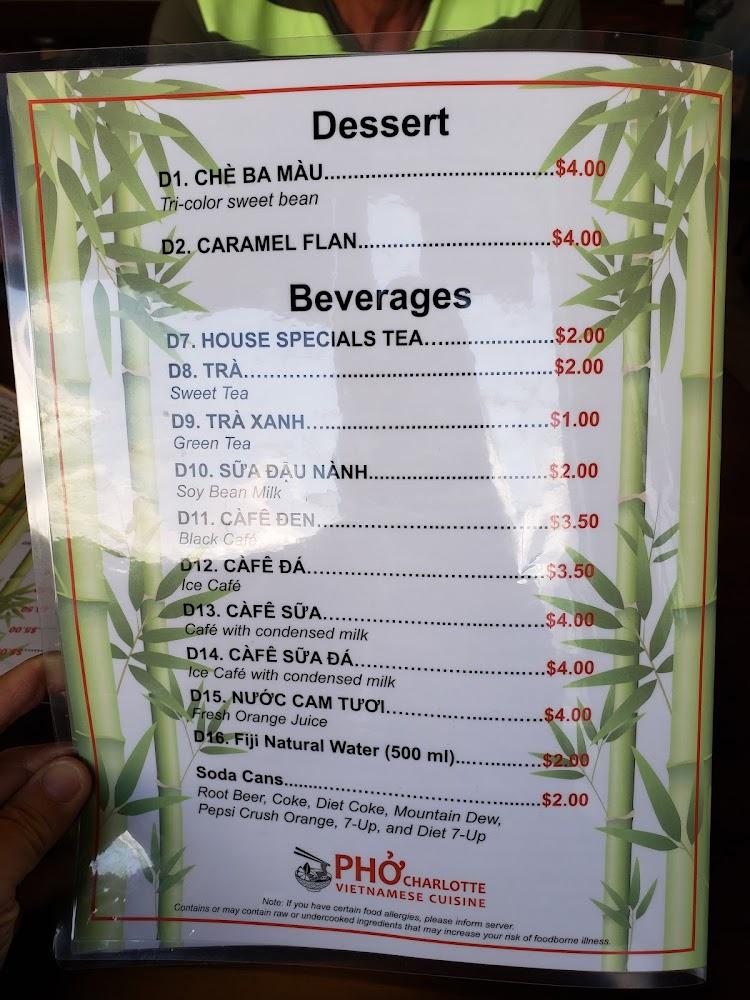 Dessert
D1. CHÈ BA MÀU........................................$4.00
Tri-color sweet bean
D2. CARAMEL FLAN..................................$4.00
Beverages
D7. HOUSE SPECIALS TEA.......................$2.00
D8. TRÀ......................................................$2.00
Sweet Tea
D9. TRÀ XANH..........................................$1.00
Green Tea
D10. SỮA ĐẬU NÀNH...............................$2.00
Soy Bean Milk
D11. CÀFÊ ĐEN.........................................$3.50
Black Café
D12. CÀFÊ ĐÁ...........................................$3.50
Ice Café
D13. CÀFÊ SỮA........................................$4.00
Café with condensed milk
D14. CÀFÊ SỮA ĐÁ..................................$4.00
Ice Café with condensed milk
D15. NƯỚC CAM TƯƠI............................$4.00
Fresh Orange Juice
D16. Fiji Natural Water (500 ml)...............$2.00
Soda Cans..............................................$2.00
Root Beer, Coke, Diet Coke, Mountain Dew,
Pepsi Crush Orange, 7-Up, and Diet 7-Up
PHỞ CHARLOTTE
VIETNAMESE CUISINE
Note: If you have certain food allergies, please inform server.
Contains or may contain raw or undercooked ingredients that may increase your risk of foodborne illness.